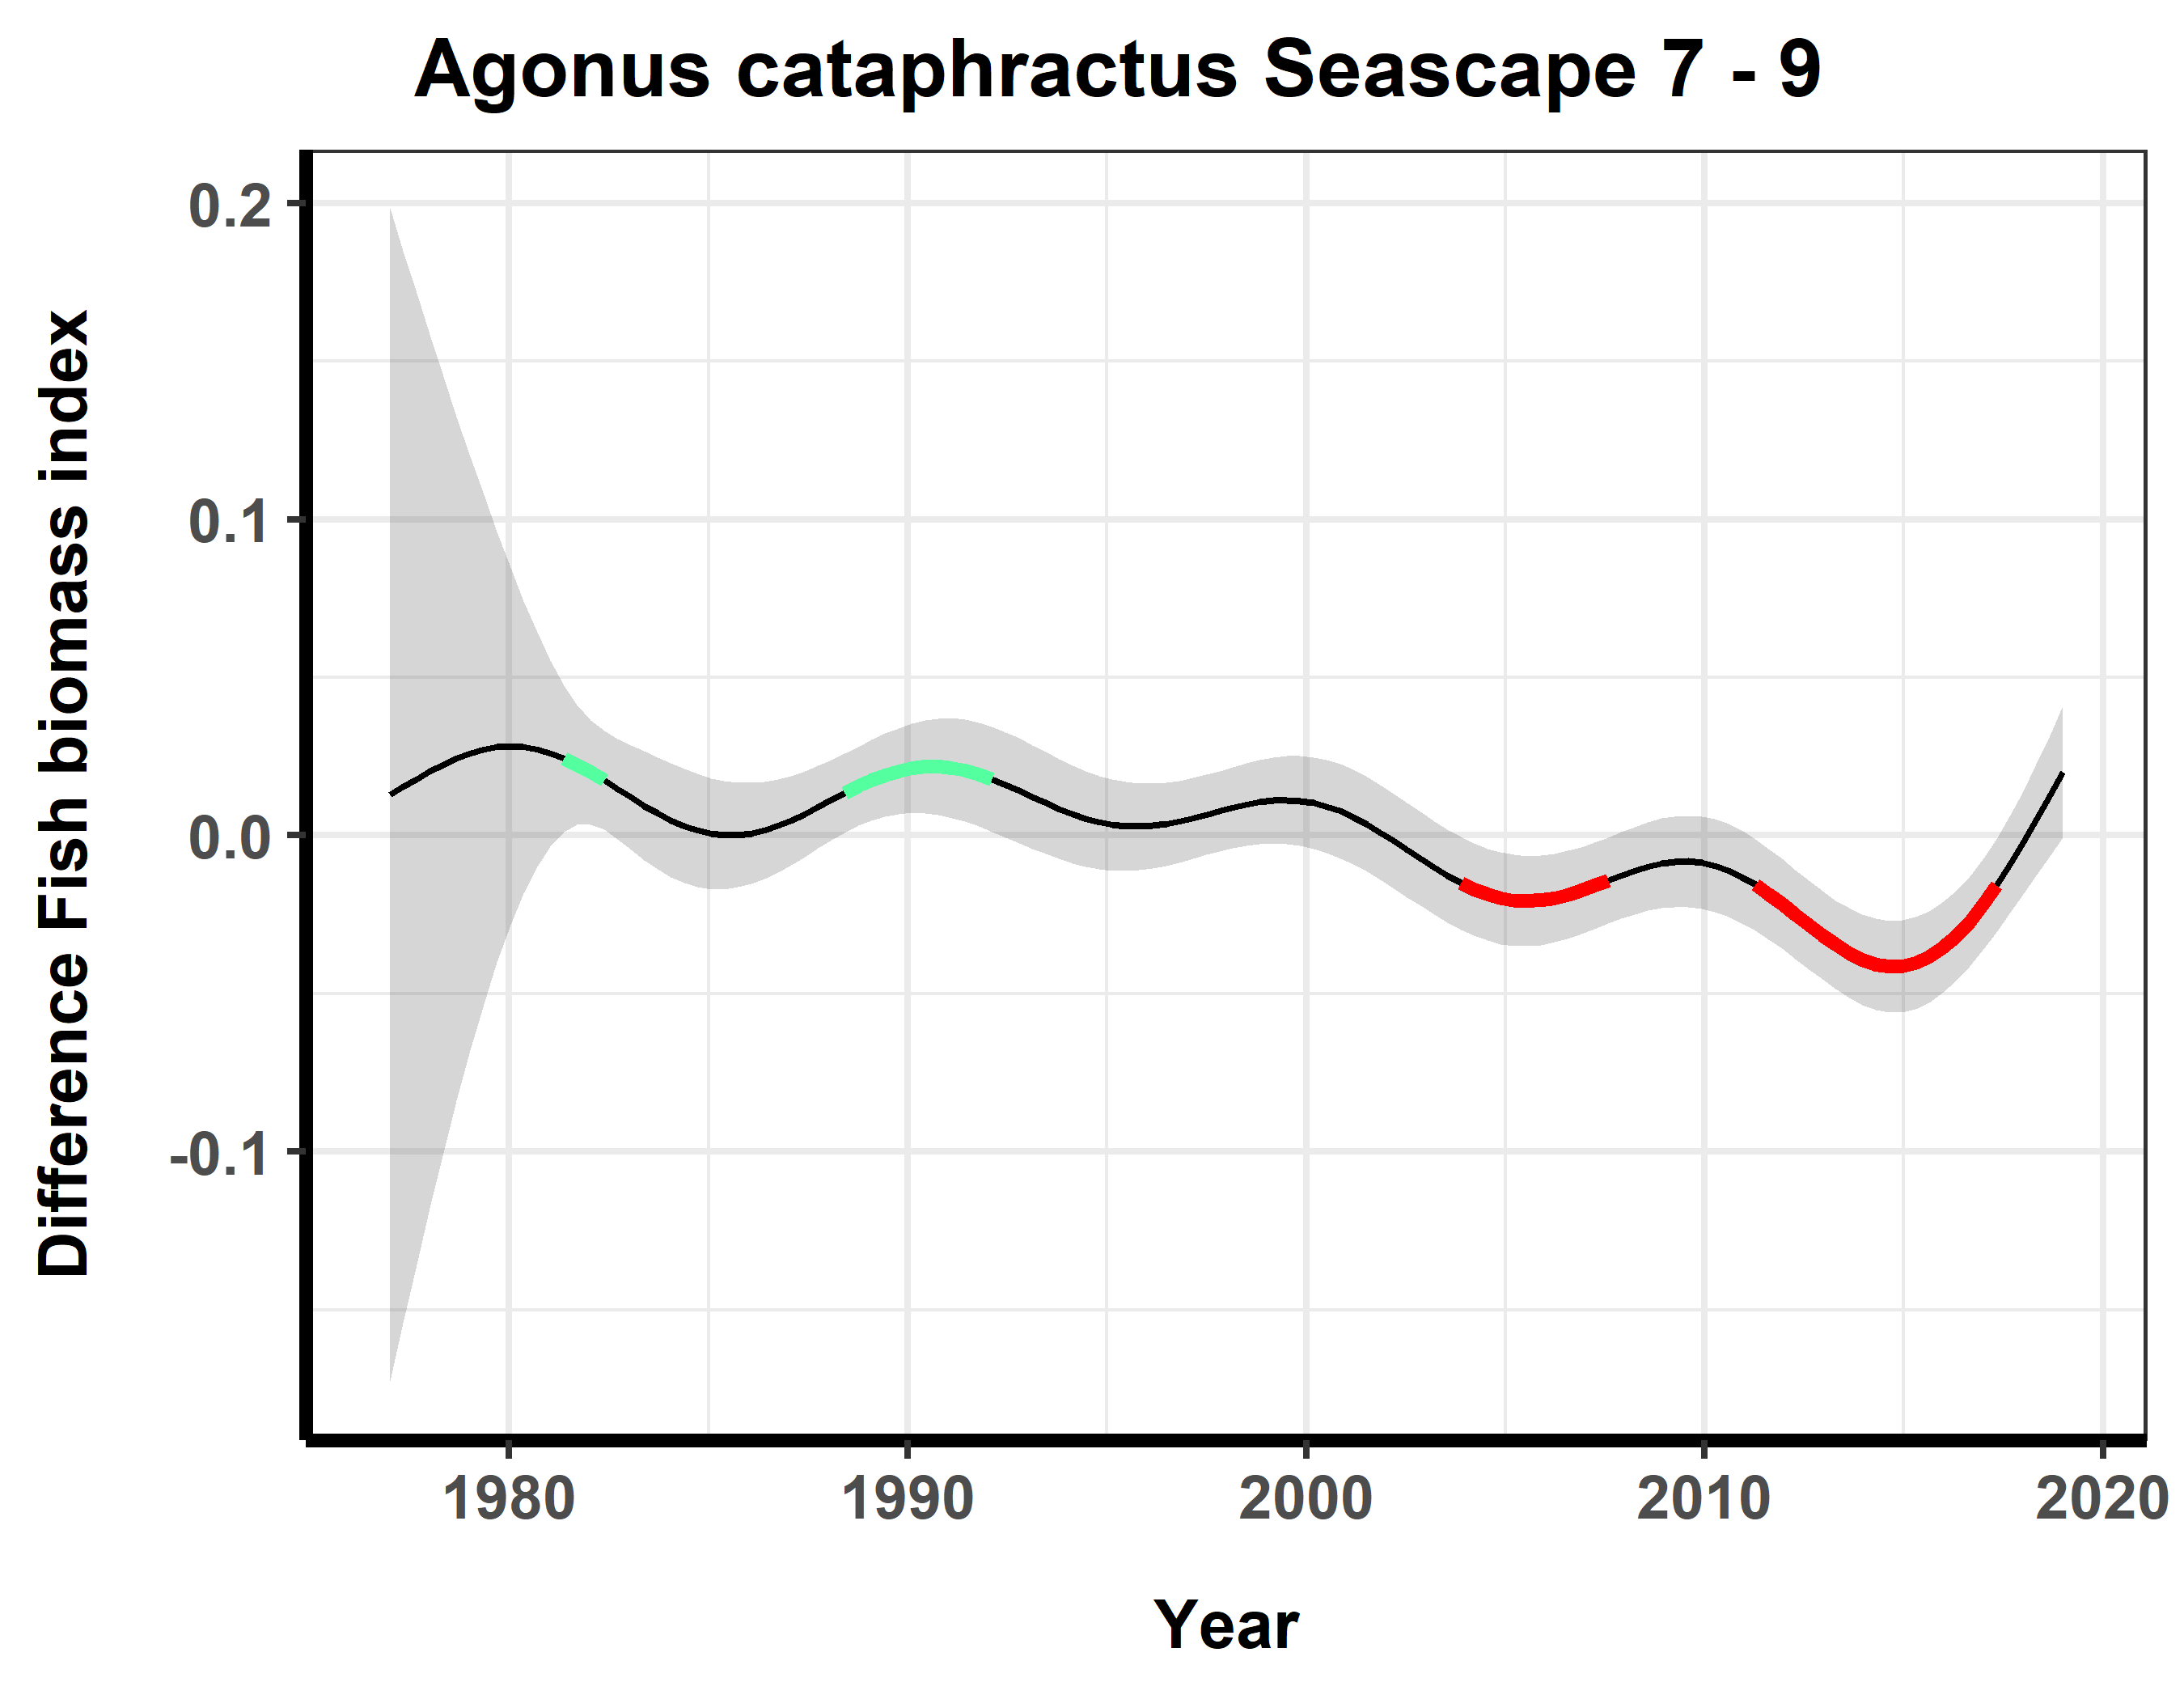 Agonus cataphractus Seascape 7 - 9
Difference Fish biomass index
0.2
0.1
0.0
-0.1
1980 1990 2000 2010 2020
Year